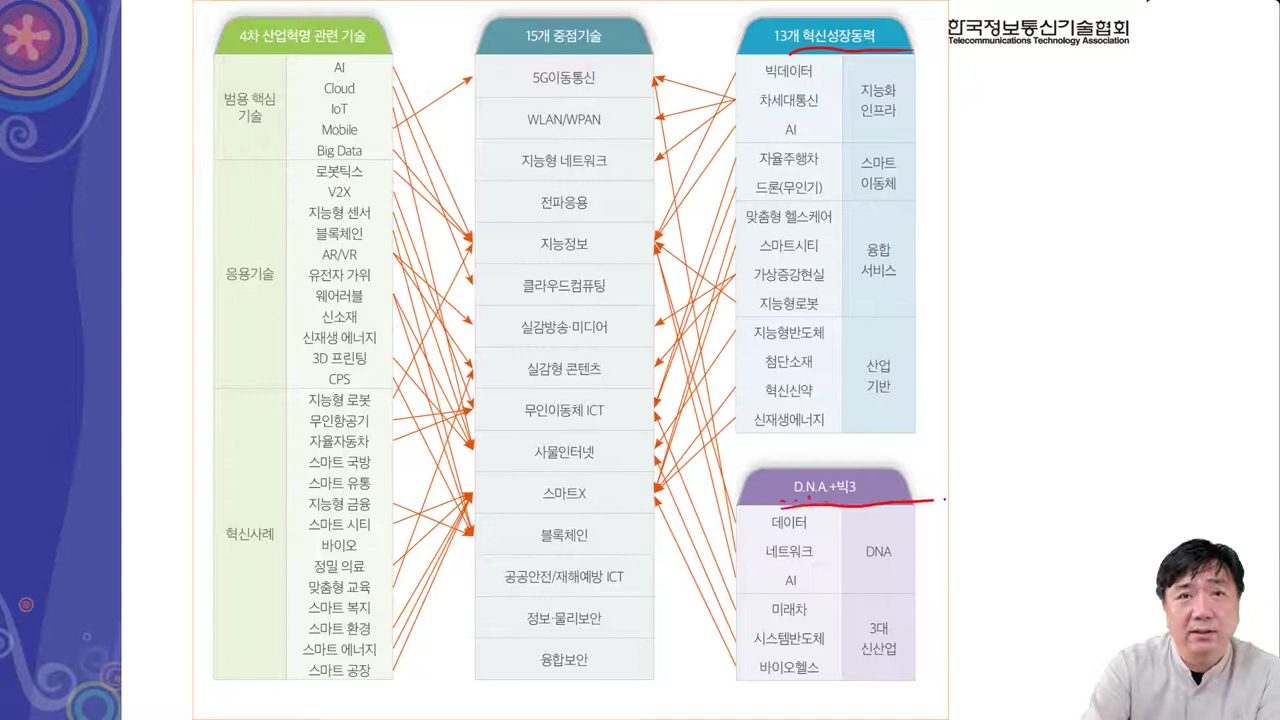 4차 산업혁명 관련 기술
범용 핵심
기술
AI
Cloud
IoT
Mobile
Big Data
응용기술
로봇틱스
V2X
지능형 센서
블록체인
AR/VR
유전자 가위
웨어러블
신소재
신재생 에너지
3D 프린팅
CPS
혁신사례
지능형 로봇
무인항공기
자율자동차
스마트 국방
스마트 유통
지능형 금융
스마트 시티
바이오
정밀 의료
맞춤형 교육
스마트 복지
스마트 환경
스마트 에너지
스마트 공장
15개 중점기술
5G이동통신
WLAN/WPAN
지능형 네트워크
전파응용
지능정보
클라우드컴퓨팅
실감방송·미디어
실감형 콘텐츠
무인이동체 ICT
사물인터넷
스마트X
블록체인
공공안전/재해예방 ICT
정보·물리보안
융합보안
13개 혁신성장동력
빅데이터
차세대통신
AI
지능화
인프라
자율주행차
드론(무인기)
스마트
이동체
맞춤형 헬스케어
스마트시티
가상증강현실
지능형로봇
융합
서비스
지능형반도체
첨단소재
혁신신약
신재생에너지
산업
기반
D.N.A.+빅3
데이터
네트워크
AI
DNA
미래차
시스템반도체
바이오헬스
3대
신산업
한국정보통신기술협회
Telecommunications Technology Association